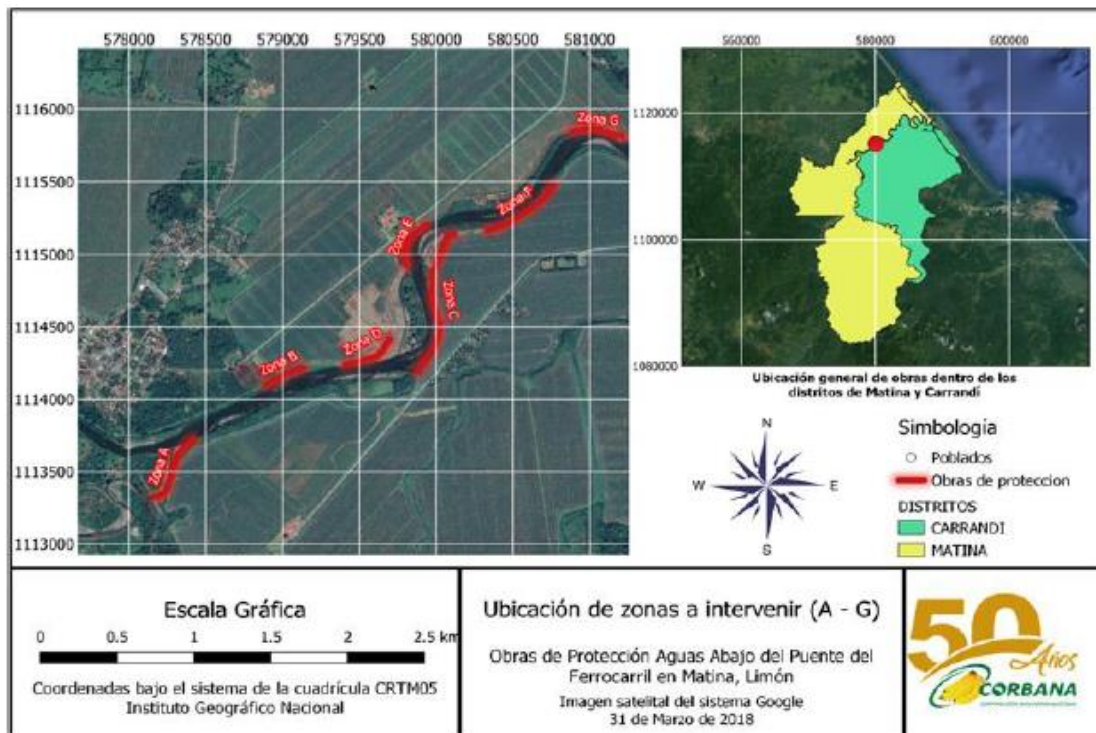 578000 578500 579000 579500 580000 580500 581000
1116000
1115500
1115000
1114500
1114000
1113500
1113000
Zona G
Zona F
Zona E
Zona C
Zona D
Zona B
Zona A
560000 580000 600000
1120000
1100000
1080000
Ubicación general de obras dentro de los
distritos de Matina y Carrandí
N
W E
S
Simbología
Poblados
Obras de proteccion
DISTRITOS
CARRANDI
MATINA
Escala Gráfica
0 0.5 1 1.5 2 2.5 km
Coordenadas bajo el sistema de la cuadrícula CRTM05
Instituto Geográfico Nacional
Ubicación de zonas a intervenir (A - G)
Obras de Protección Aguas Abajo del Puente del
Ferrocarril en Matina, Limón
Imagen satelital del sistema Google
31 de Marzo de 2018
50
Años
CORBANA